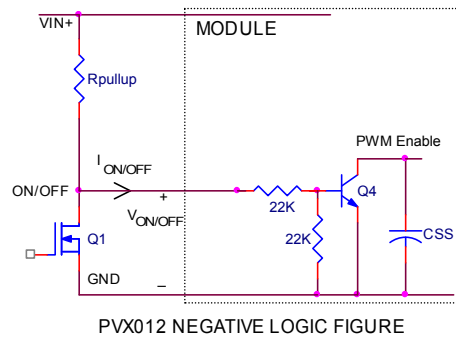 VIN+
MODULE
Rpullup
PWM Enable
I ON/OFF
ON/OFF
+
22K
Q4
V ON/OFF
Q1
22K
CSS
GND
–
PVX012 NEGATIVE LOGIC FIGURE